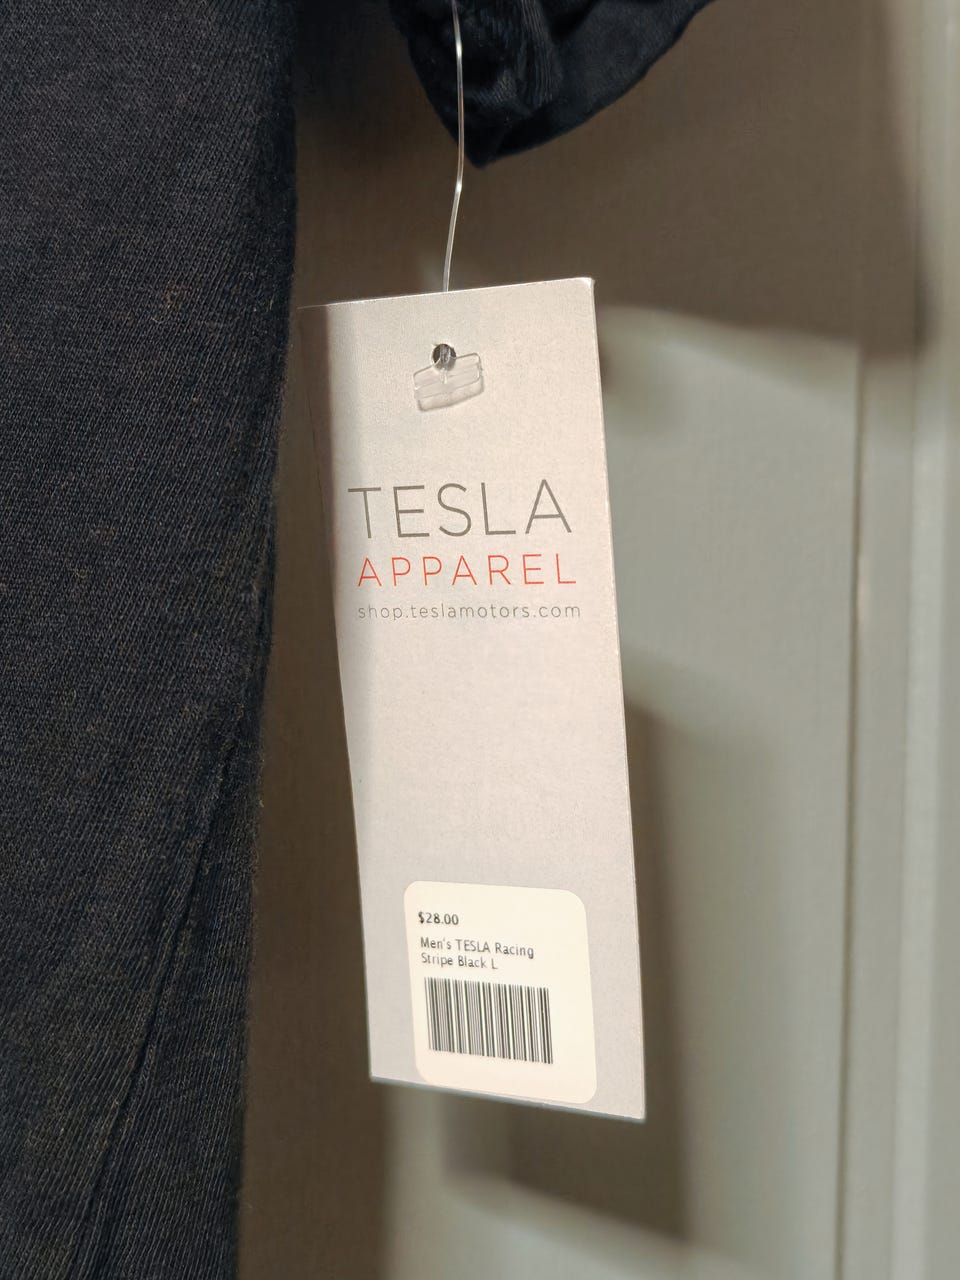 TESLA
APPAREL
shop.teslamotors.com
$28.00
Men's TESLA Racing
Stripe Black L